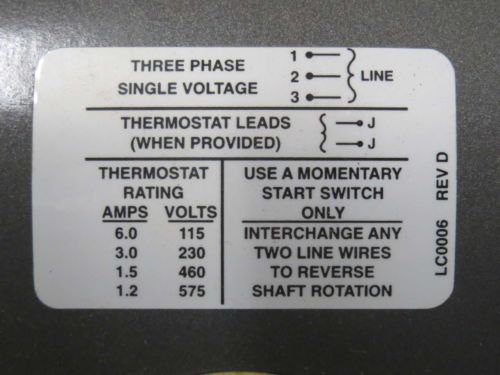 THREE PHASE
SINGLE VOLTAGE
1
2
3
LINE
THERMOSTAT LEADS
(WHEN PROVIDED)
J
J
THERMOSTAT
RATING
AMPS VOLTS
6.0 115
3.0 230
1.5 460
1.2 575
USE A MOMENTARY
START SWITCH
ONLY
INTERCHANGE ANY
TWO LINE WIRES
TO REVERSE
SHAFT ROTATION
LC0006 REV D